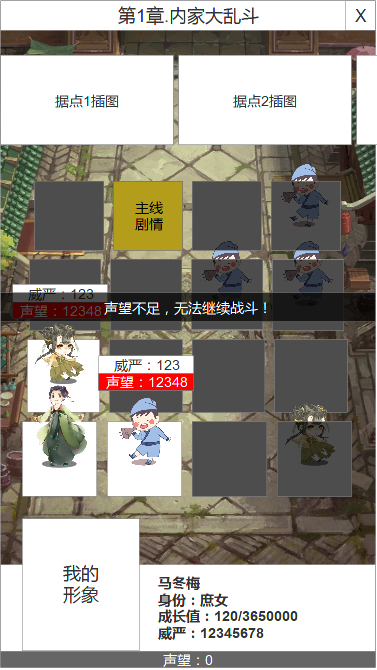 第1章.内家大乱斗
X
据点1插图
据点2插图
主线
剧情
威严：123
声望：12348
声望不足，无法继续战斗！
威严：123
声望：12348
我的
形象
马冬梅
身份：庶女
成长值：120/3650000
威严：12345678
声望：0